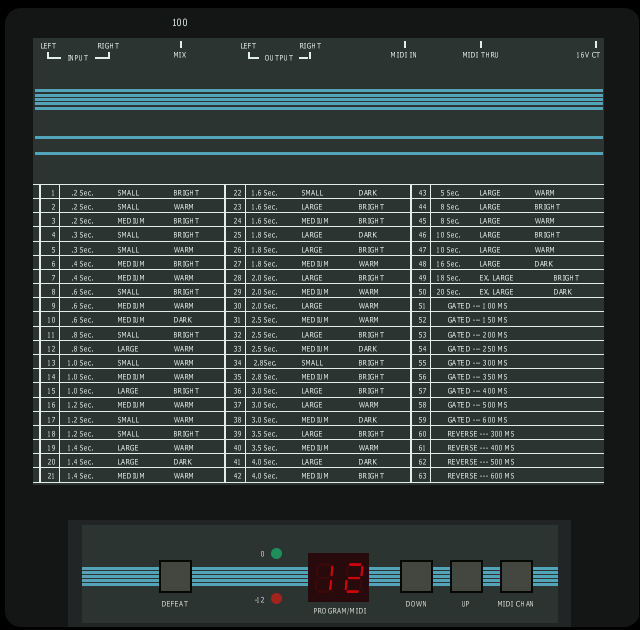 100
LEFT RIGHT LEFT RIGHT
INPUT MIX OUTPUT MIDI IN MIDI THRU 16V CT
1 .2 Sec. SMALL BRIGHT 22 1.6 Sec. SMALL DARK 43 5 Sec. LARGE WARM
2 .2 Sec. SMALL WARM 23 1.6 Sec. LARGE BRIGHT 44 8 Sec. LARGE BRIGHT
3 .2 Sec. MEDIUM BRIGHT 24 1.6 Sec. MEDIUM BRIGHT 45 8 Sec. LARGE WARM
4 .3 Sec. SMALL BRIGHT 25 1.8 Sec. LARGE DARK 46 10 Sec. LARGE BRIGHT
5 .3 Sec. SMALL WARM 26 1.8 Sec. LARGE BRIGHT 47 10 Sec. LARGE WARM
6 .4 Sec. MEDIUM BRIGHT 27 1.8 Sec. MEDIUM WARM 48 16 Sec. LARGE DARK
7 .4 Sec. MEDIUM WARM 28 2.0 Sec. LARGE BRIGHT 49 18 Sec. EX. LARGE BRIGHT
8 .6 Sec. SMALL BRIGHT 29 2.0 Sec. MEDIUM WARM 50 20 Sec. EX. LARGE DARK
9 .6 Sec. MEDIUM WARM 30 2.0 Sec. LARGE WARM 51 GATED --- 100 MS
10 .6 Sec. MEDIUM DARK 31 2.5 Sec. MEDIUM WARM 52 GATED --- 150 MS
11 .8 Sec. SMALL BRIGHT 32 2.5 Sec. LARGE BRIGHT 53 GATED --- 200 MS
12 .8 Sec. LARGE WARM 33 2.5 Sec. MEDIUM DARK 54 GATED --- 250 MS
13 1.0 Sec. SMALL WARM 34 2.8Sec. SMALL BRIGHT 55 GATED --- 300 MS
14 1.0 Sec. MEDIUM WARM 35 2.8 Sec. MEDIUM BRIGHT 56 GATED --- 350 MS
15 1.0 Sec. LARGE BRIGHT 36 3.0 Sec. LARGE BRIGHT 57 GATED --- 400 MS
16 1.2 Sec. MEDIUM WARM 37 3.0 Sec. LARGE WARM 58 GATED --- 500 MS
17 1.2 Sec. SMALL WARM 38 3.0 Sec. MEDIUM DARK 59 GATED --- 600 MS
18 1.2 Sec. SMALL BRIGHT 39 3.5 Sec. LARGE BRIGHT 60 REVERSE --- 300 MS
19 1.4 Sec. LARGE WARM 40 3.5 Sec. MEDIUM WARM 61 REVERSE --- 400 MS
20 1.4 Sec. LARGE DARK 41 4.0 Sec. LARGE DARK 62 REVERSE --- 500 MS
21 1.4 Sec. MEDIUM WARM 42 4.0 Sec. MEDIUM BRIGHT 63 REVERSE --- 600 MS
0
12
-12
DEFEAT PROGRAM/MIDI DOWN UP MIDI CHAN